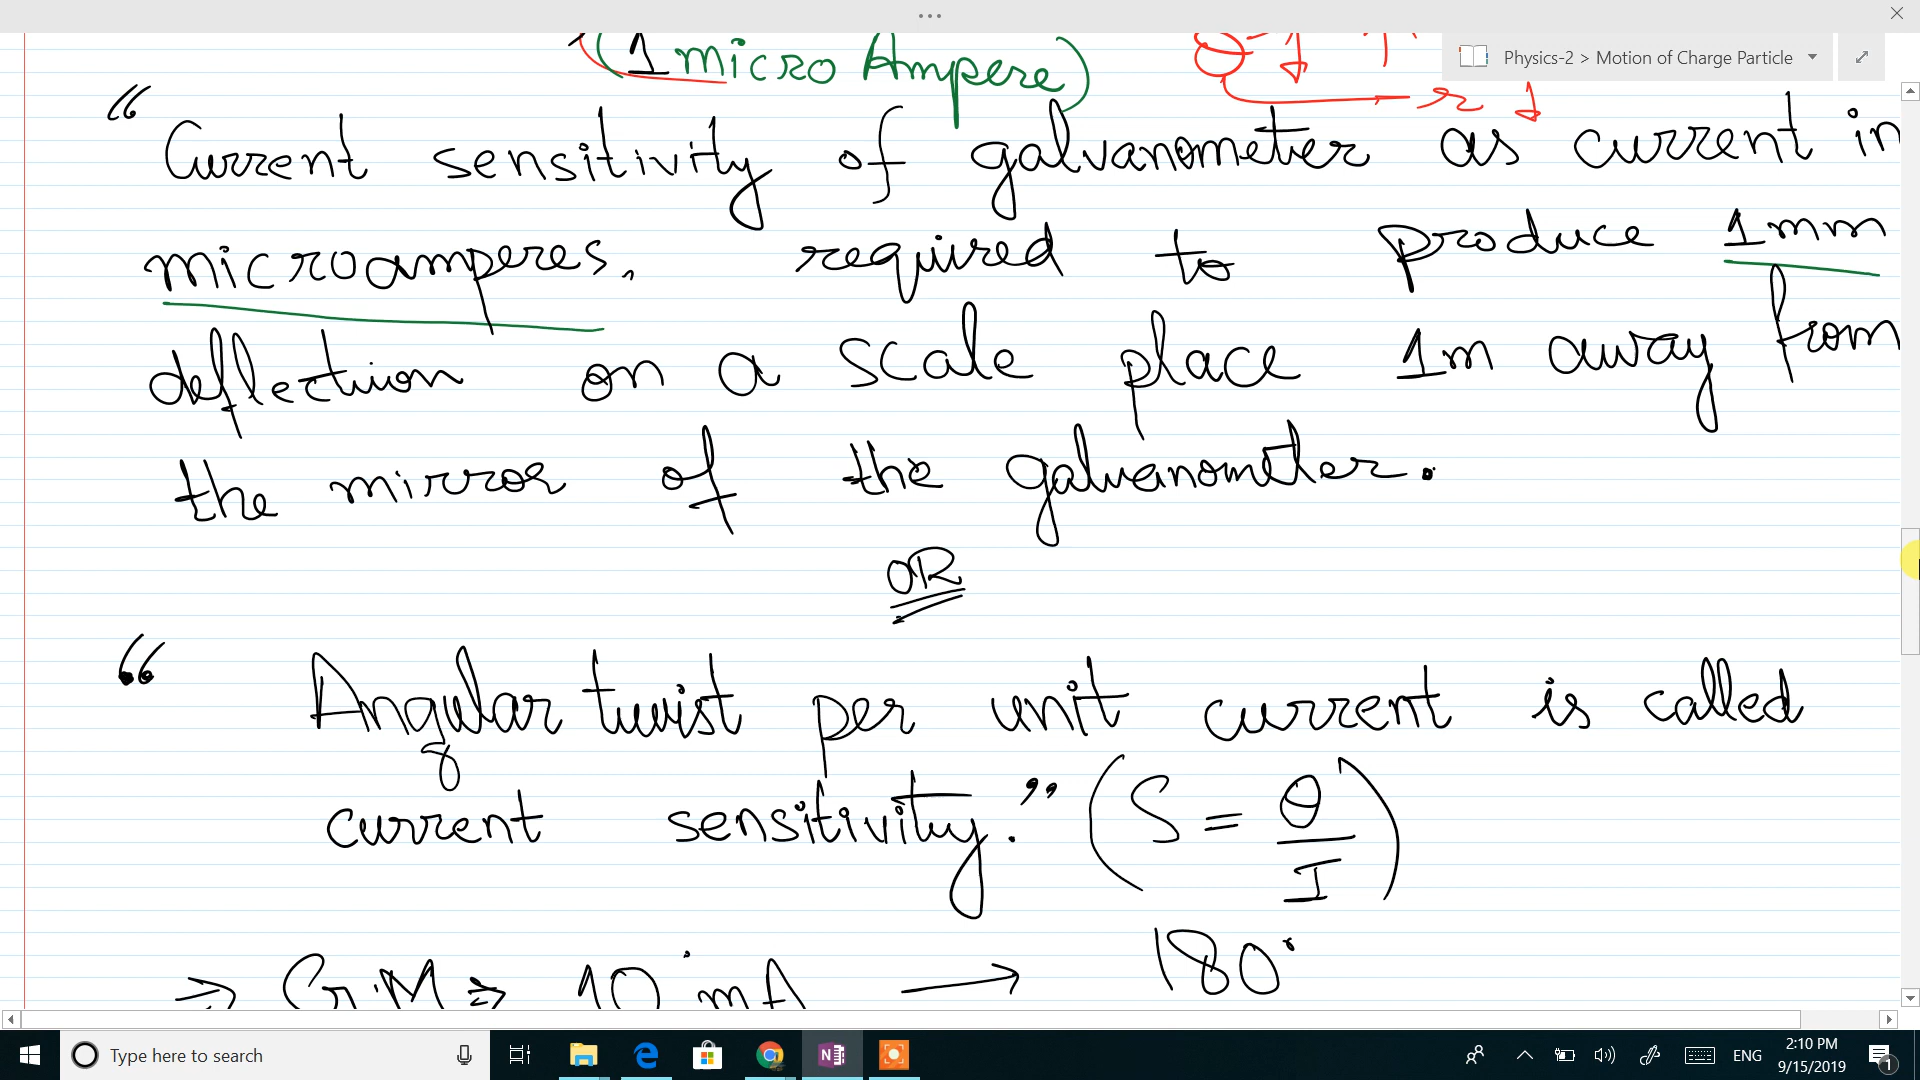 (1 micro Ampere)
Physics-2 > Motion of Charge Particle
“ Current sensitivity of galvanometer as current in
microamperes, required to produce 1mm
deflection on a scale place 1m away from
the mirror of the galvanometer.
OR
“ Angular twist per unit current is called
current sensitivity.” (S = θ/I)
⇒ G.M ⇒ 10 mA → 180°
Type here to search
ENG
2:10 PM
9/15/2019
1